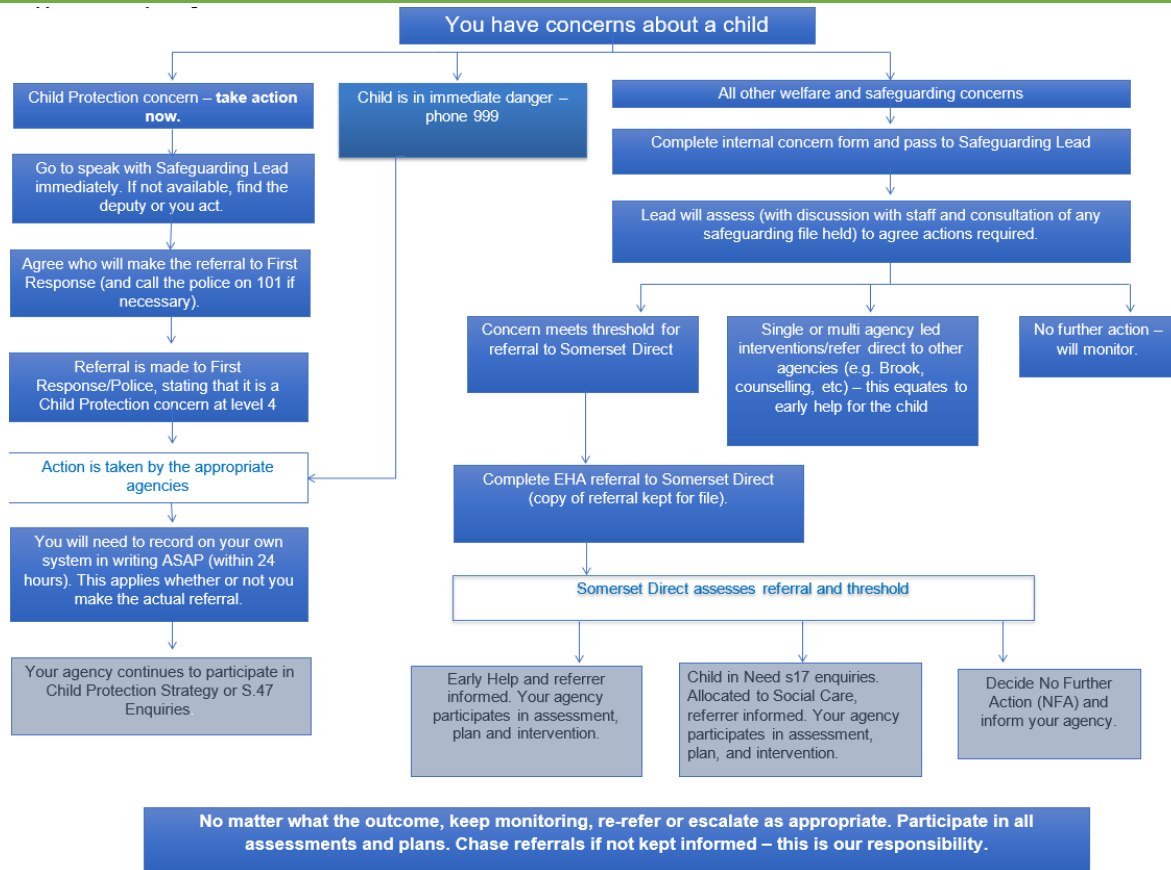 You have concerns about a child
Child Protection concern – take action
now.
Go to speak with Safeguarding Lead
immediately. If not available, find the
deputy or you act.
Agree who will make the referral to First
Response (and call the police on 101 if
necessary).
Referral is made to First
Response/Police, stating that it is a
Child Protection concern at level 4
Action is taken by the appropriate
agencies
You will need to record on your own
system in writing ASAP (within 24
hours). This applies whether or not you
make the actual referral.
Your agency continues to participate in
Child Protection Strategy or S.47
Enquiries
Child is in immediate danger –
phone 999
All other welfare and safeguarding concerns
Complete internal concern form and pass to Safeguarding Lead
Lead will assess (with discussion with staff and consultation of any
safeguarding file held) to agree actions required.
Concern meets threshold for
referral to Somerset Direct
Single or multi agency led
interventions/refer direct to other
agencies (e.g. Brook,
counselling, etc) – this equates to
early help for the child
No further action –
will monitor.
Complete EHA referral to Somerset Direct
(copy of referral kept for file).
Somerset Direct assesses referral and threshold
Early Help and referrer
informed. Your agency
participates in assessment,
plan and intervention.
Child in Need s17 enquiries.
Allocated to Social Care,
referrer informed. Your agency
participates in assessment,
plan, and intervention.
Decide No Further
Action (NFA) and
inform your agency.
No matter what the outcome, keep monitoring, re-refer or escalate as appropriate. Participate in all
assessments and plans. Chase referrals if not kept informed – this is our responsibility.